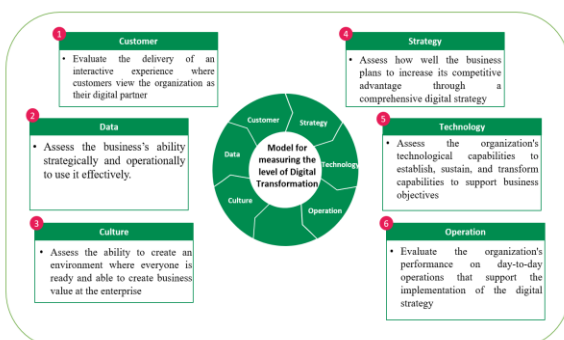 1
Customer
• Evaluate the delivery of an
interactive experience where
customers view the organization as
their digital partner
2
Data
• Assess the business's ability
strategically and operationally
to use it effectively.
3
Culture
• Assess the ability to create an
environment where everyone is
ready and able to create business
value at the enterprise
Customer
Strategy
Data
Technology
Culture
Operation
Model for
measuring the
level of Digital
Transformation
4
Strategy
• Assess how well the business
plans to increase its competitive
advantage through a
comprehensive digital strategy
5
Technology
• Assess the organization's
technological capabilities to
establish, sustain, and transform
capabilities to support business
objectives
6
Operation
• Evaluate the organization's
performance on day-to-day
operations that support the
implementation of the digital
strategy